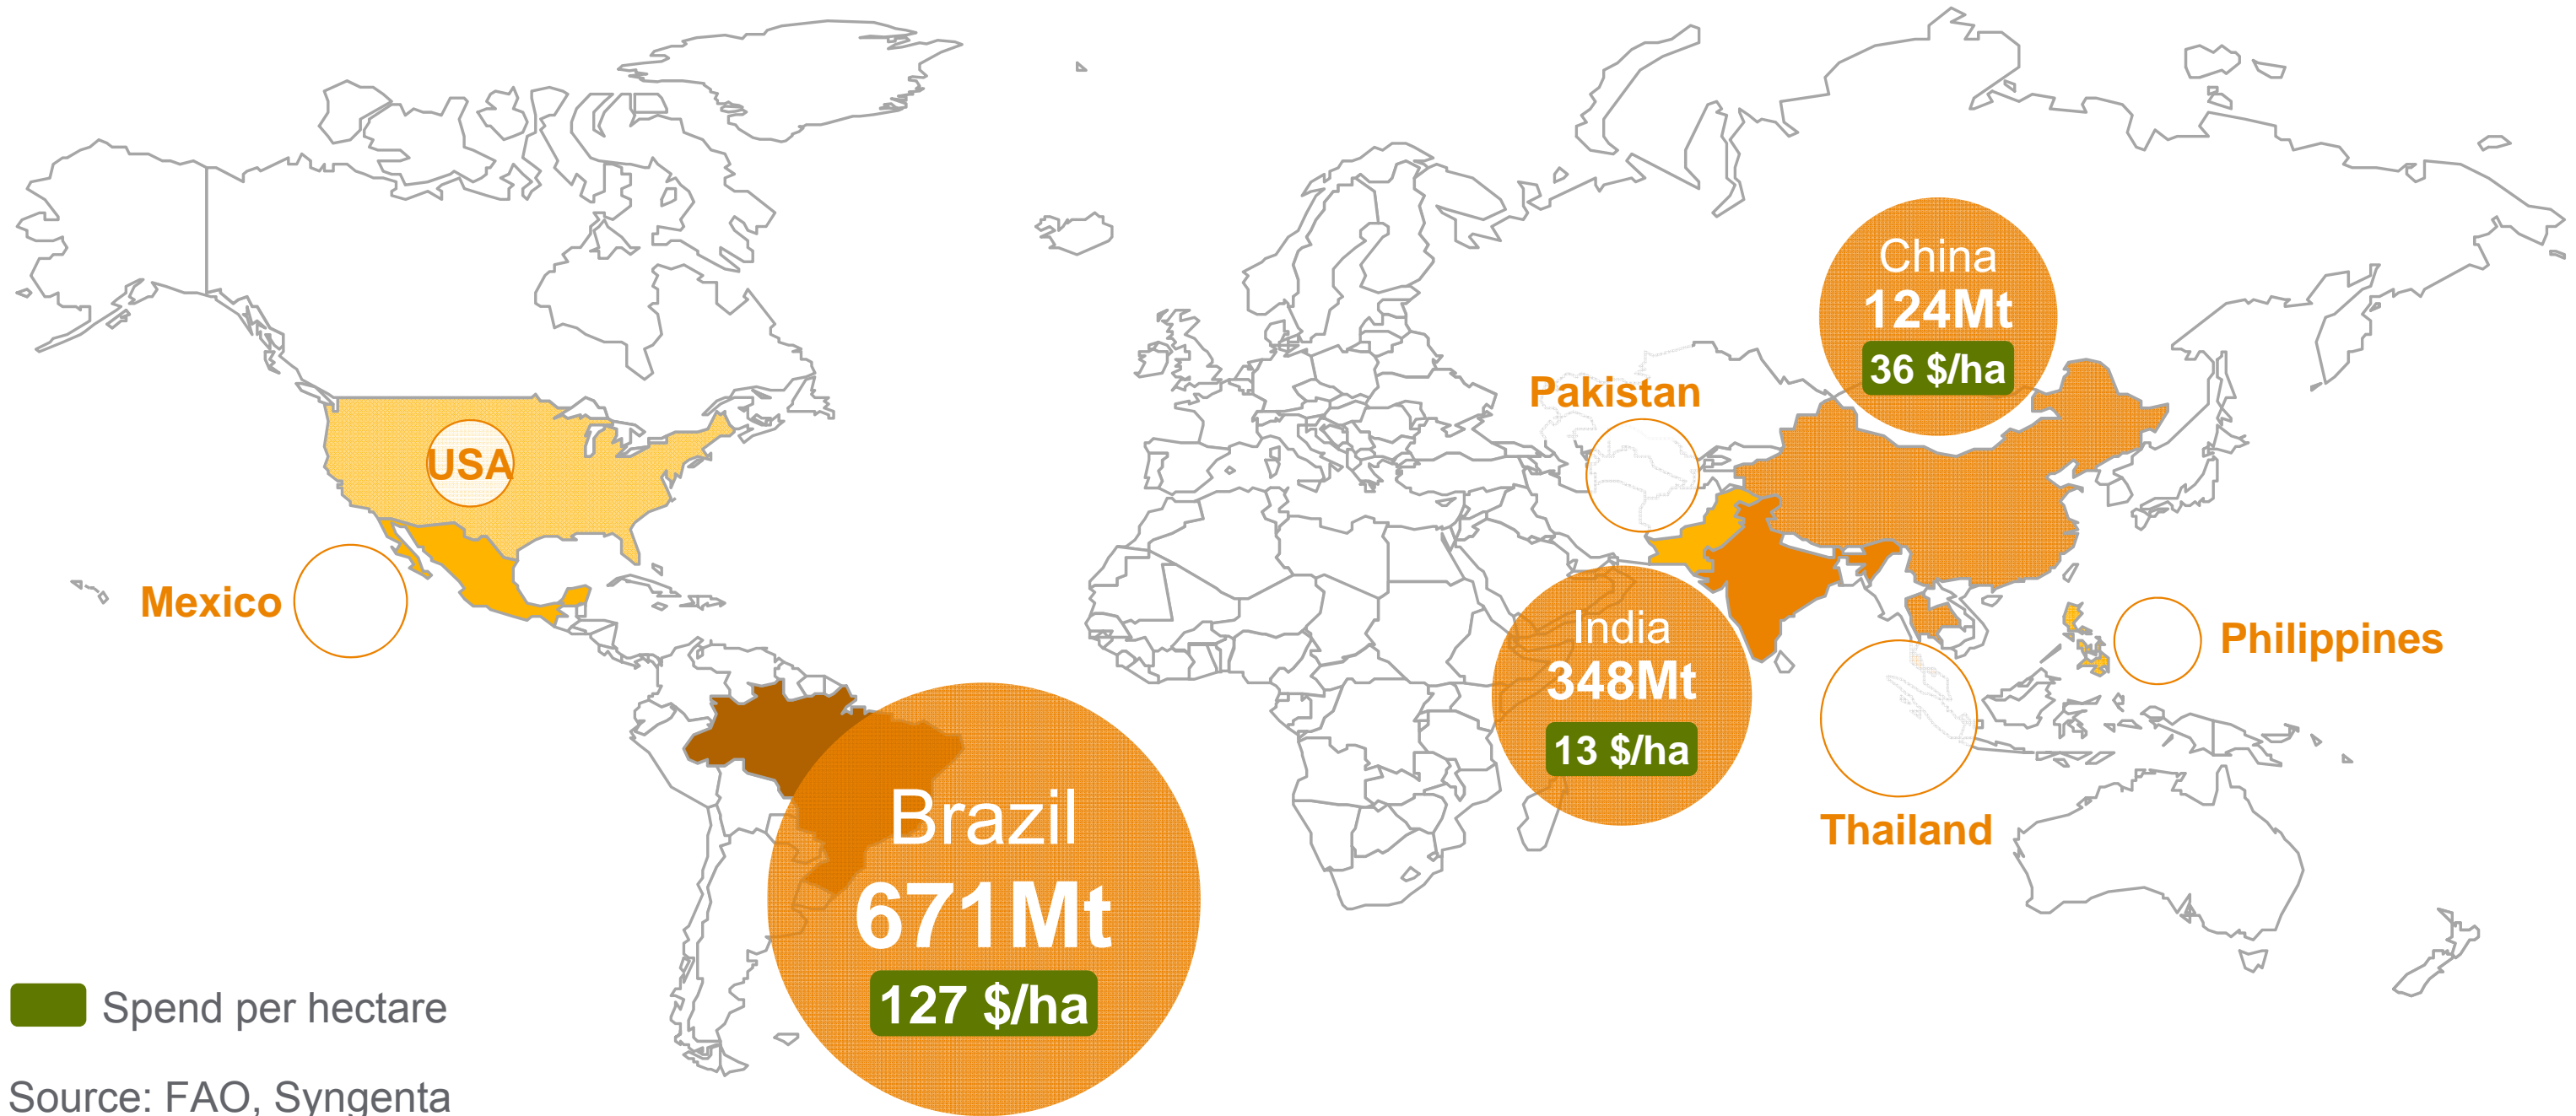 China
124Mt
36 $/ha
Pakistan
USA
Mexico
India
348Mt
13 $/ha
Philippines
Thailand
Brazil
671Mt
127 $/ha
Spend per hectare
Source: FAO, Syngenta